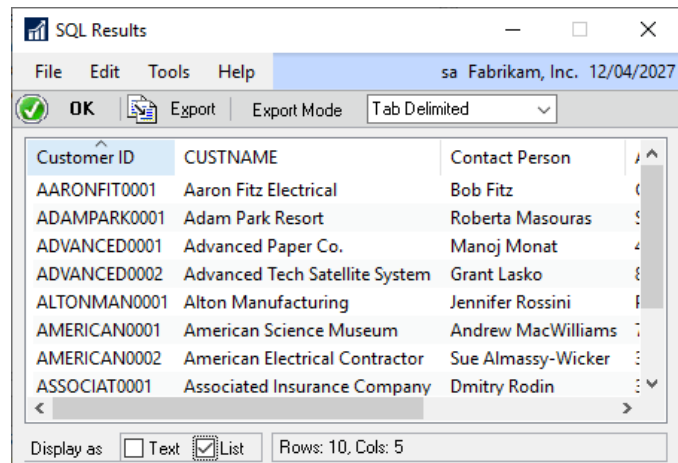 SQL Results
File Edit Tools Help sa Fabrikam, Inc. 12/04/2027
OK Export Export Mode Tab Delimited
Customer ID CUSTNAME Contact Person
AARONFIT0001 Aaron Fitz Electrical Bob Fitz
ADAMPARK0001 Adam Park Resort Roberta Masouras
ADVANCED0001 Advanced Paper Co. Manoj Monat
ADVANCED0002 Advanced Tech Satellite System Grant Lasko
ALTONMAN0001 Alton Manufacturing Jennifer Rossini
AMERICAN0001 American Science Museum Andrew MacWilliams
AMERICAN0002 American Electrical Contractor Sue Almassy-Wicker
ASSOCIAT0001 Associated Insurance Company Dmitry Rodin
Display as Text List Rows: 10, Cols: 5